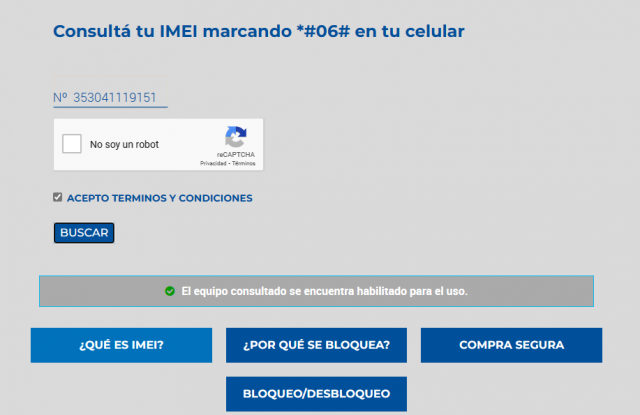 Consultá tu IMEI marcando *#06# en tu celular
Nº 353041119151
No soy un robot
reCAPTCHA
Privacidad - Términos
ACEPTO TERMINOS Y CONDICIONES
BUSCAR
El equipo consultado se encuentra habilitado para el uso.
¿QUÉ ES IMEI?
¿POR QUÉ SE BLOQUEA?
COMPRA SEGURA
BLOQUEO/DESBLOQUEO